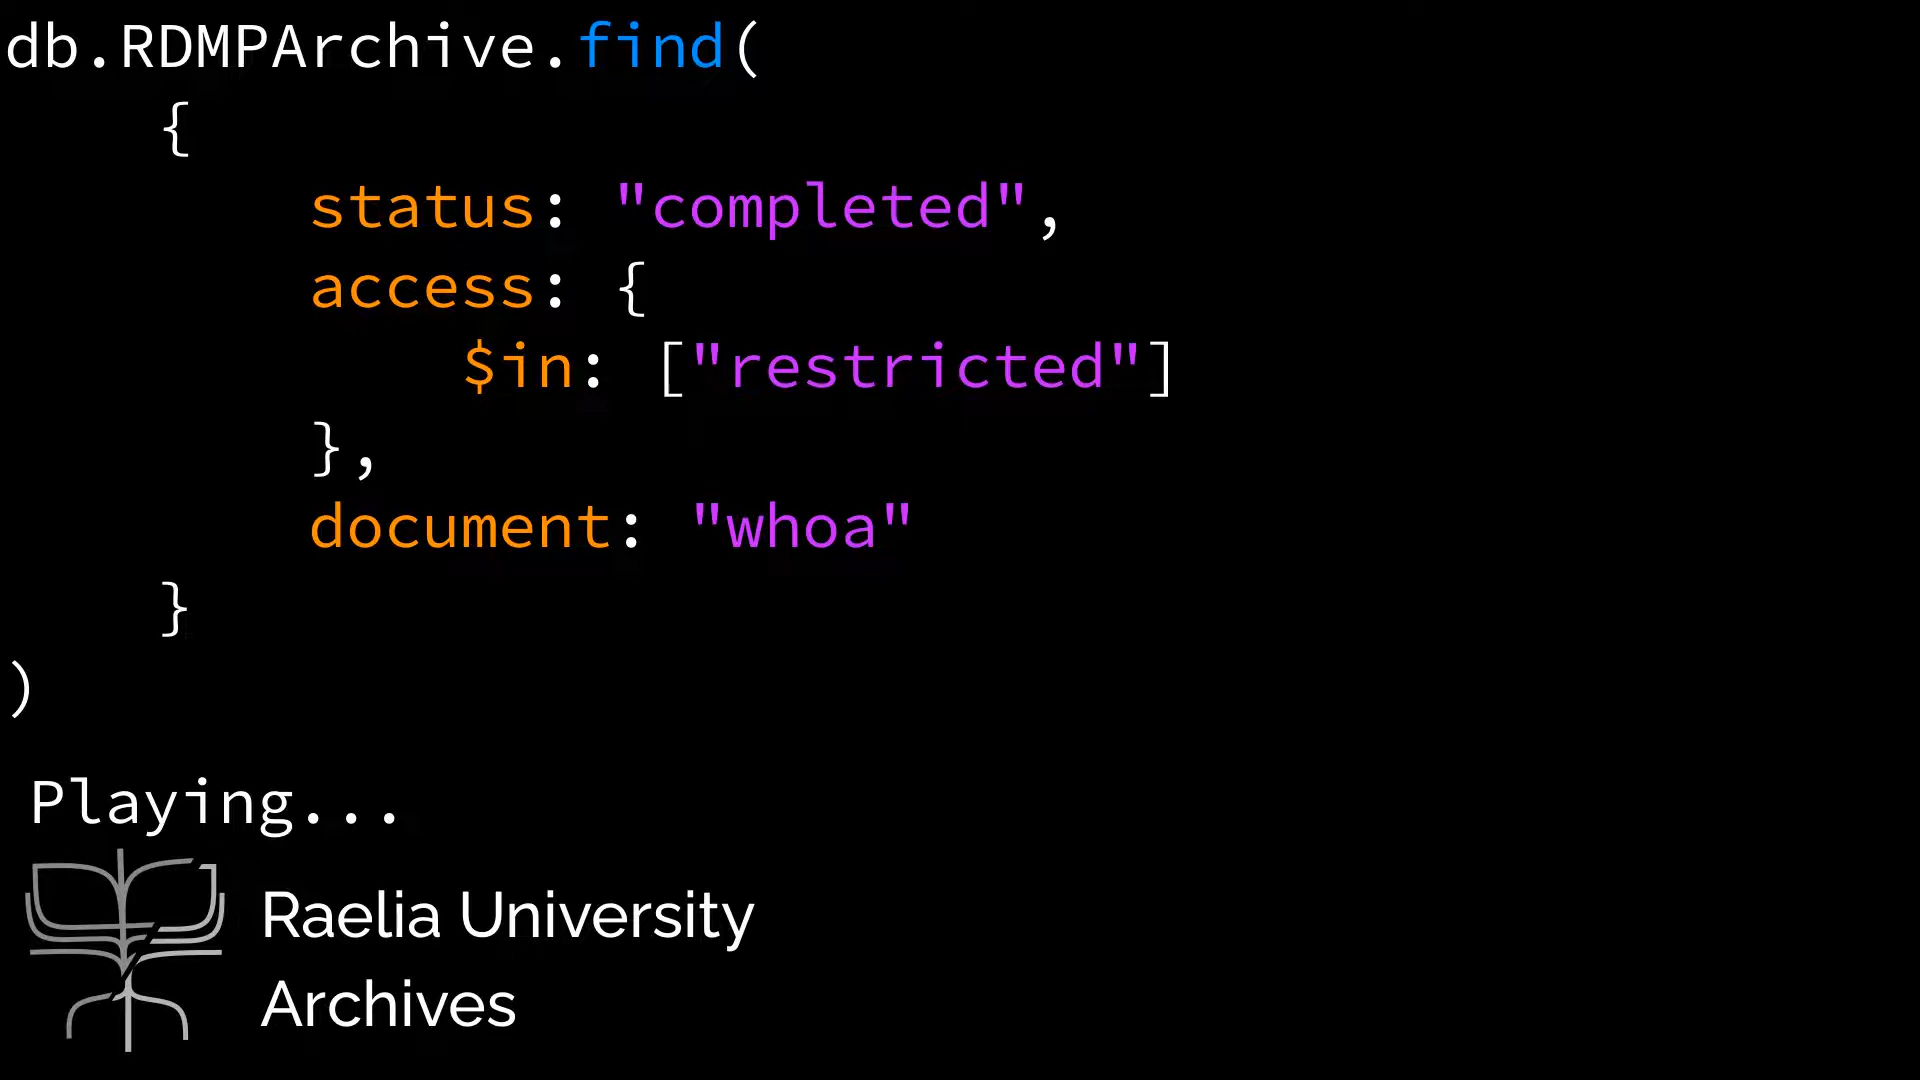 db.RDMPArchive.find(
{
status: "completed",
access: {
$in: ["restricted"]
},
document: "whoa"
}
)
Playing...
Raelia University
Archives